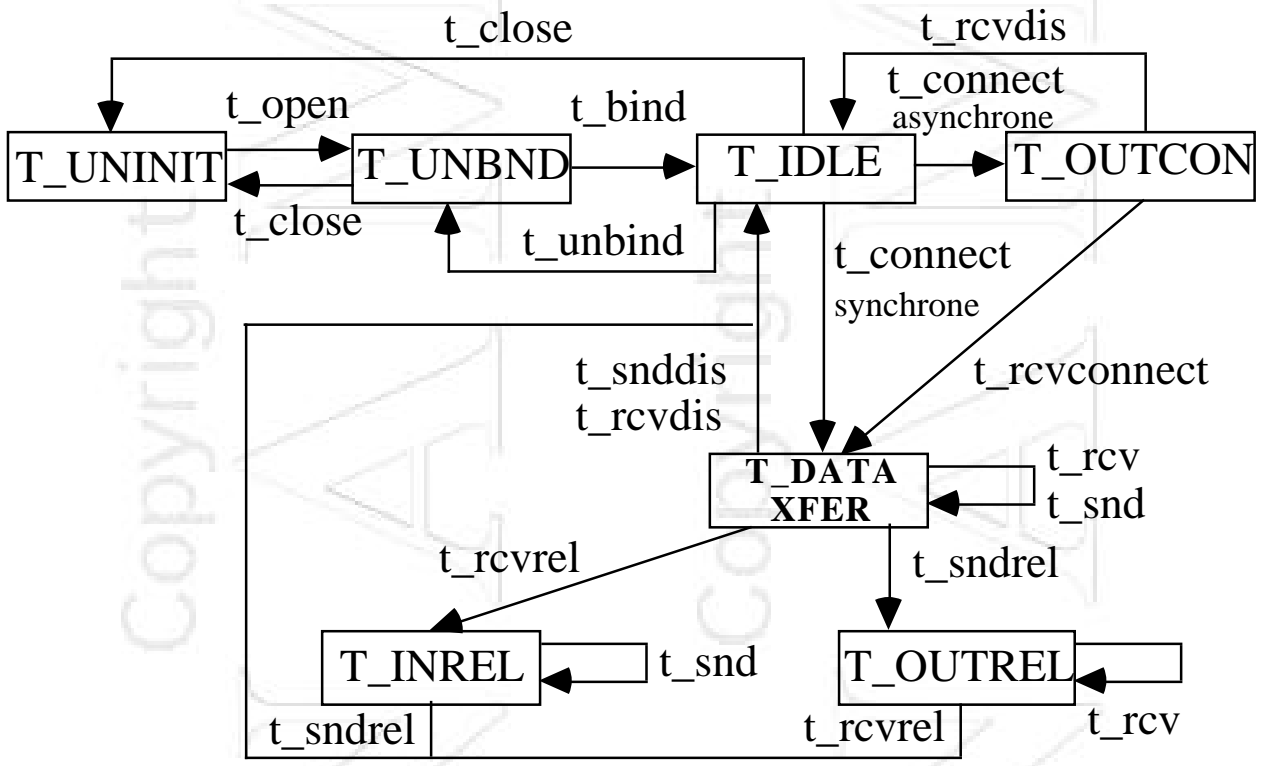 t_close
t_rcvdis
t_open
t_bind
t_connect
asynchrone
T_UNINIT
T_UNBND
T_IDLE
T_OUTCON
t_close
t_unbind
t_connect
synchrone
t_snddis
t_rcvdis
t_rcvconnect
T_DATA
XFER
t_rcv
t_snd
t_rcvrel
t_sndrel
T_INREL
t_snd
T_OUTREL
t_sndrel
t_rcvrel
t_rcv
Copyright
Copyright